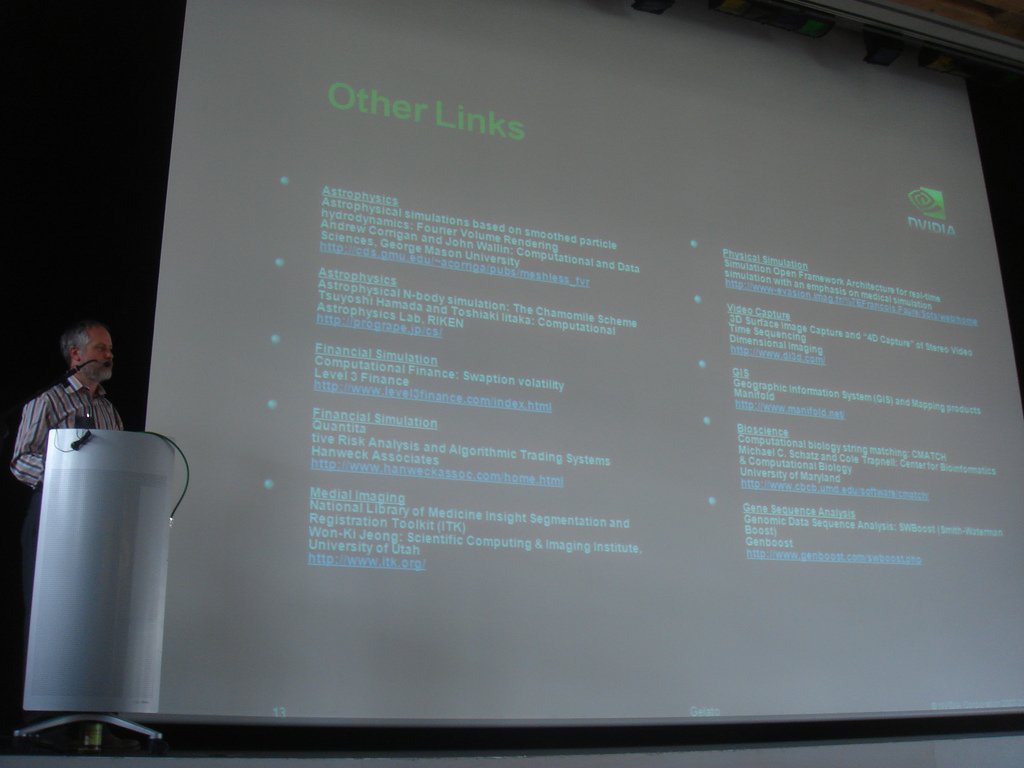 Other Links
Astrophysics
Astrophysical simulations based on smoothed particle
hydrodynamics: Fourier Volume Rendering
Andrew Corrigan and John Wallin: Computational and Data
Sciences, George Mason University
http://cds.gmu.edu/~acorriga/pubs/meshless_fvr
Astrophysics
Astrophysical N-body simulation: The Chamomile Scheme
Tsuyoshi Hamada and Toshiaki Iitaka: Computational
Astrophysics Lab, RIKEN
http://progrape.jp/cs/
Financial Simulation
Computational Finance: Swaption volatility
Level 3 Finance
http://www.level3finance.com/index.html
Financial Simulation
Quantita
tive Risk Analysis and Algorithmic Trading Systems
Hanweck Associates
http://www.hanweckassoc.com/home.html
Medial Imaging
National Library of Medicine Insight Segmentation and
Registration Toolkit (ITK)
Won-Ki Jeong: Scientific Computing & Imaging Institute,
University of Utah
http://www.itk.org/
NVIDIA
Physical Simulation
Simulation Open Framework Architecture for real-time
simulation with an emphasis on medical simulation
Video Capture
3D Surface Image Capture and "4D Capture" of Stereo Video
Time Sequencing
Dimensional Imaging
http://www.di3d.com/
GIS
Geographic Information System (GIS) and Mapping products
Manifold
http://www.manifold.net/
Bioscience
Computational biology string matching: CMATCH
Michael C. Schatz and Cole Trapnell: Center for Bioinformatics
& Computational Biology
University of Maryland
http://www.cbcb.umd.edu/software/cmatch/
Gene Sequence Analysis
Genomic Data Sequence Analysis: SWBoost (Smith-Waterman
Boost)
Genboost
http://www.genboost.com/swboost.php
13
Gelato